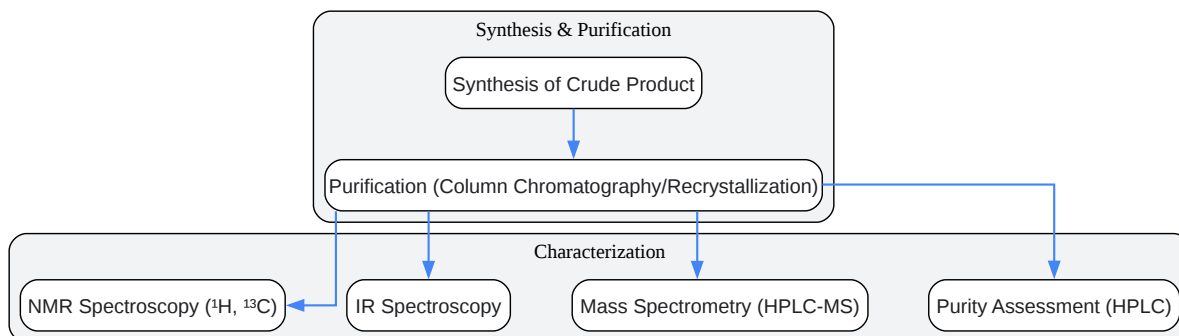 Synthesis & Purification
Synthesis of Crude Product
Purification (Column Chromatography/Recrystallization)
Characterization
NMR Spectroscopy (¹H, ¹³C)
IR Spectroscopy
Mass Spectrometry (HPLC-MS)
Purity Assessment (HPLC)